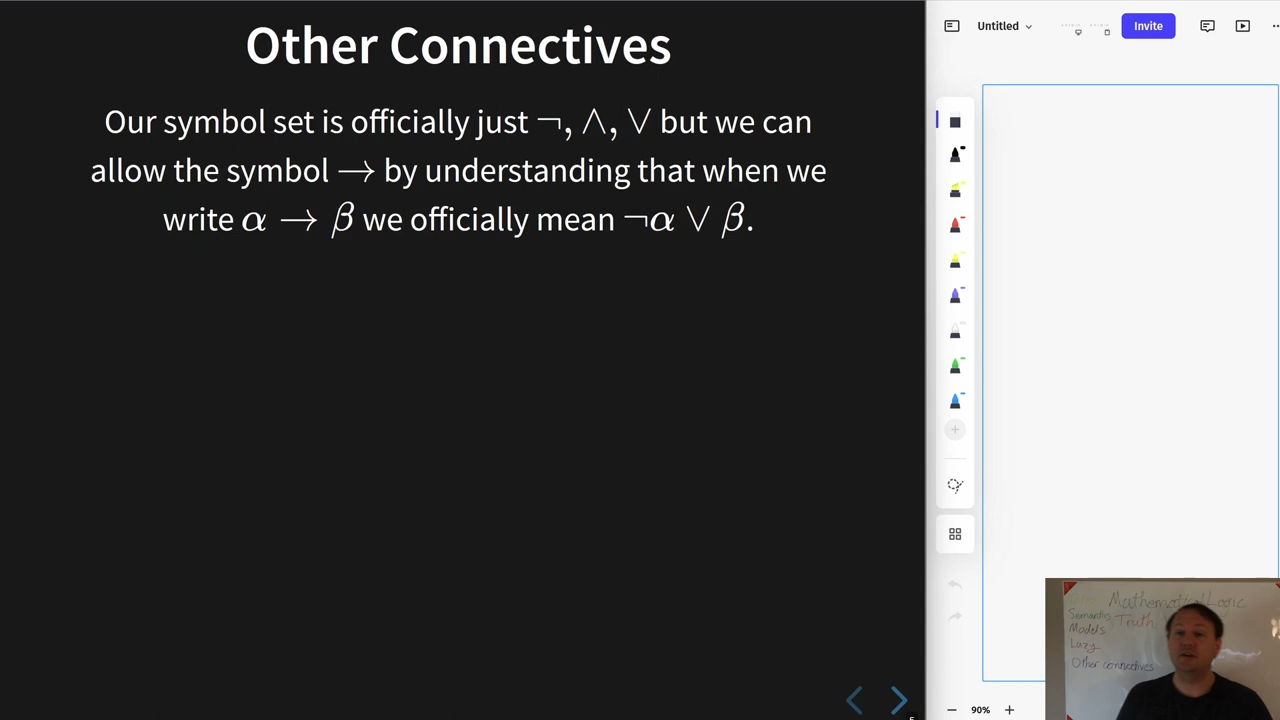 Other Connectives
Our symbol set is officially just ¬, ∧, ∨ but we can
allow the symbol → by understanding that when we
write α → β we officially mean ¬α ∨ β.
Untitled
Invite
90%
5
Mathematical Logic
Semantics
Truth
Models
Lazy
Other connectives